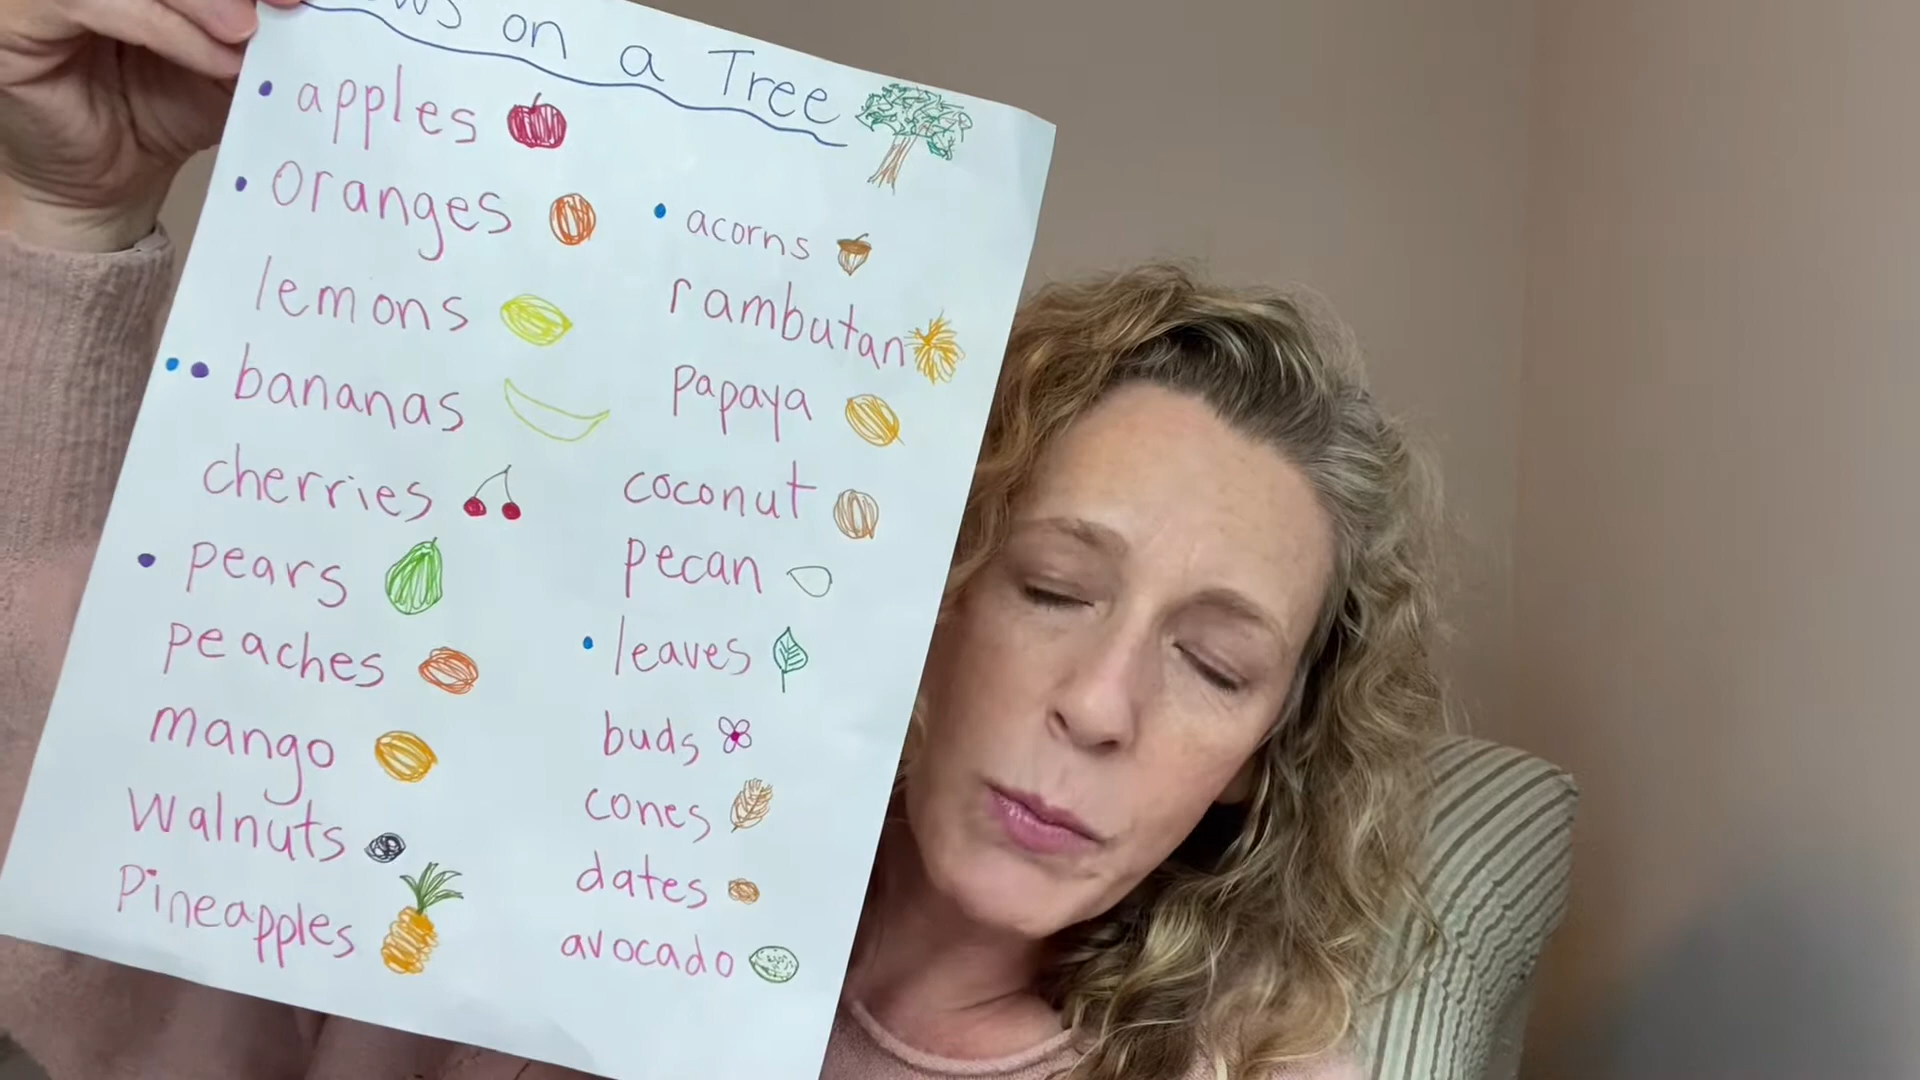 on a Tree
apples
oranges
lemons
bananas
cherries
pears
peaches
mango
walnuts
Pineapples
acorns
rambutan
papaya
coconut
pecan
leaves
buds
cones
dates
avocado